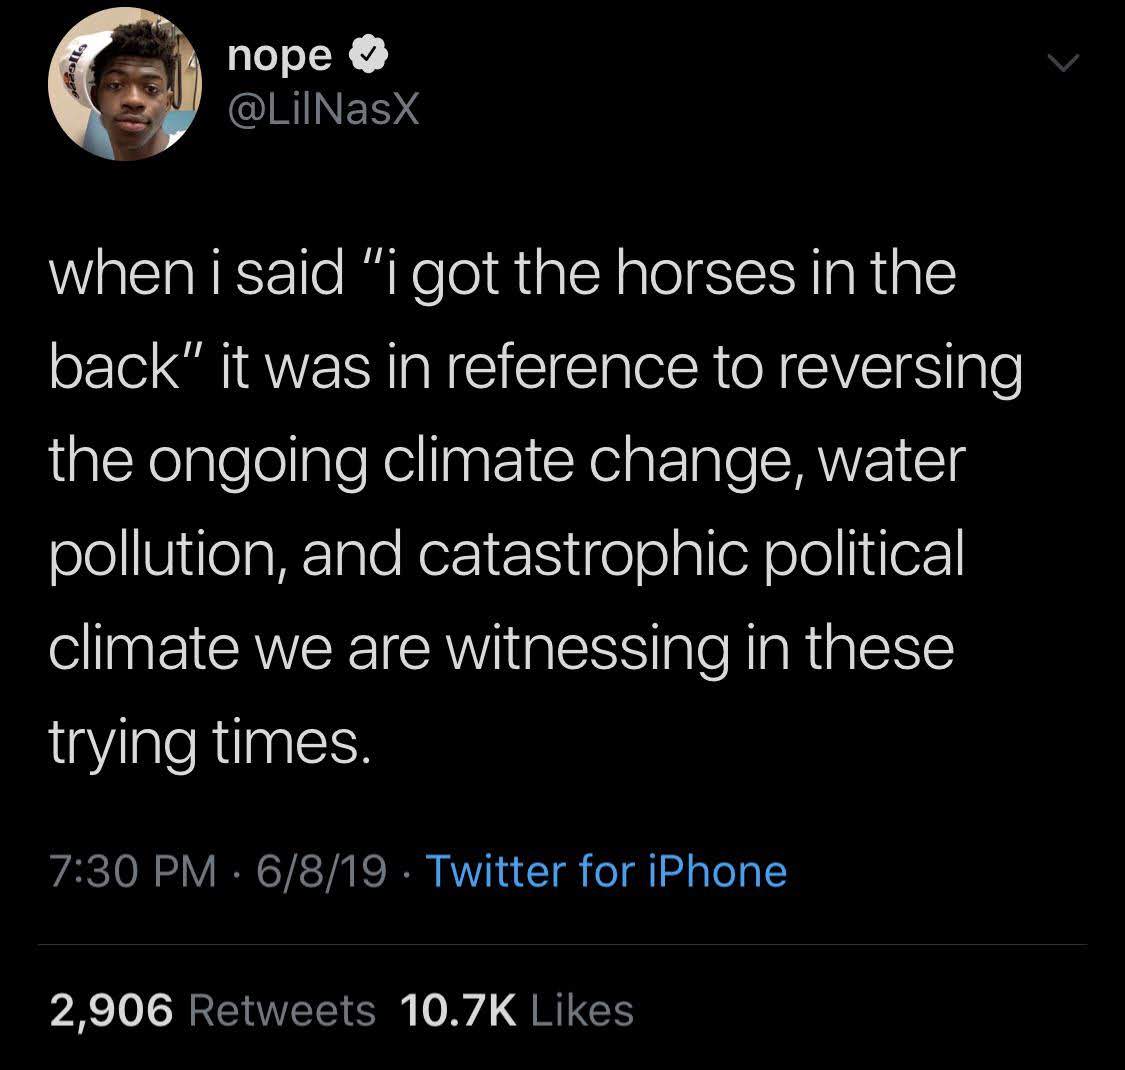 nope
@LilNasX
when i said “i got the horses in the
back” it was in reference to reversing
the ongoing climate change, water
pollution, and catastrophic political
climate we are witnessing in these
trying times.
7:30 PM · 6/8/19 · Twitter for iPhone
2,906 Retweets 10.7K Likes